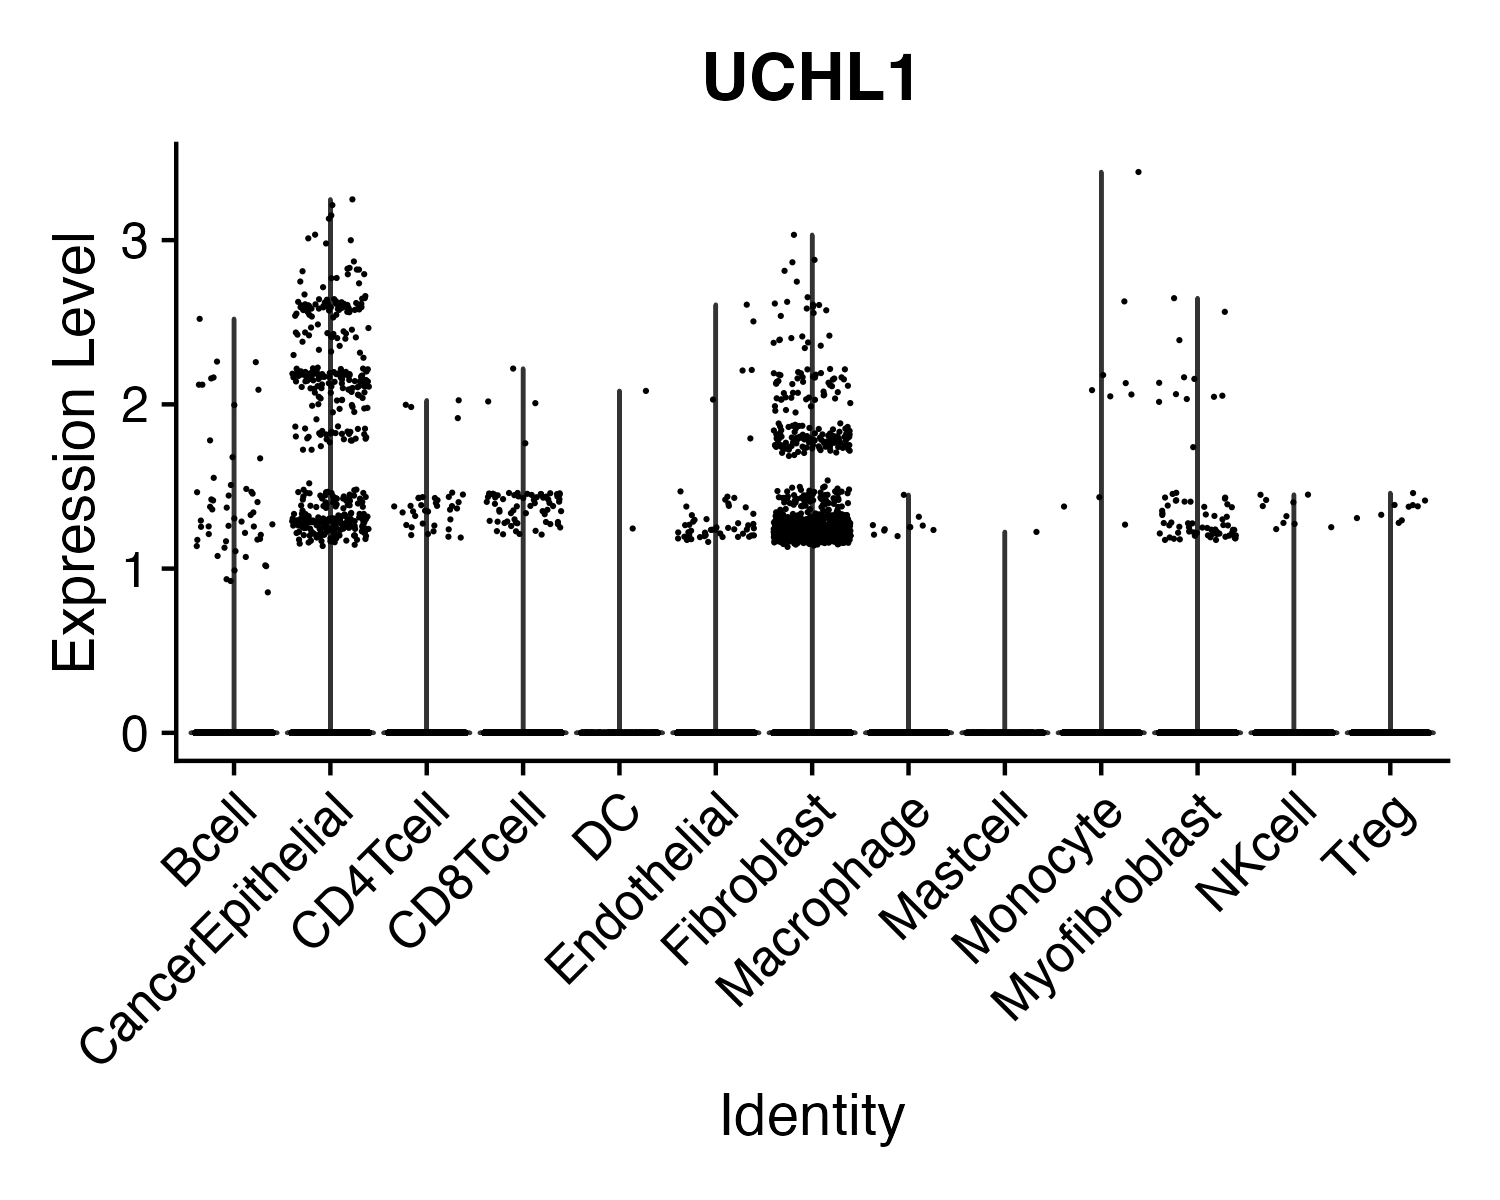 UCHL1
Expression Level
3
2
1
0
Bcell
CancerEpithelial
CD4Tcell
CD8Tcell
DC
Endothelial
Fibroblast
Macrophage
Mastcell
Monocyte
Myofibroblast
NKcell
Treg
Identity